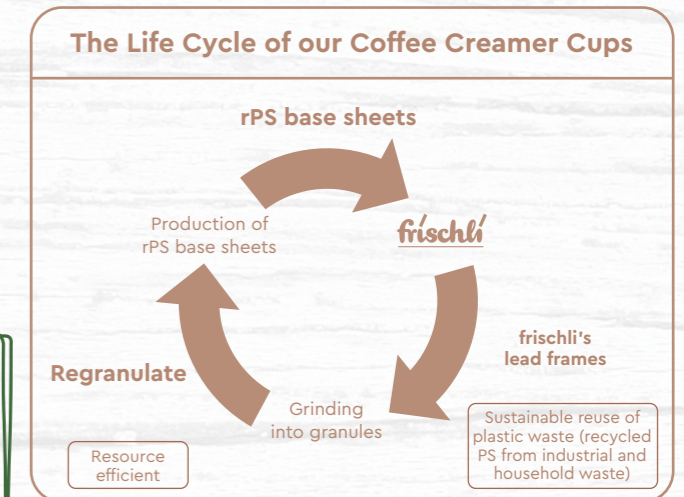 The Life Cycle of our Coffee Creamer Cups
rPS base sheets
Production of
rPS base sheets
frischli
frischli's
lead frames
Regranulate
Grinding
into granules
Resource
efficient
Sustainable reuse of
plastic waste (recycled
PS from industrial and
household waste)